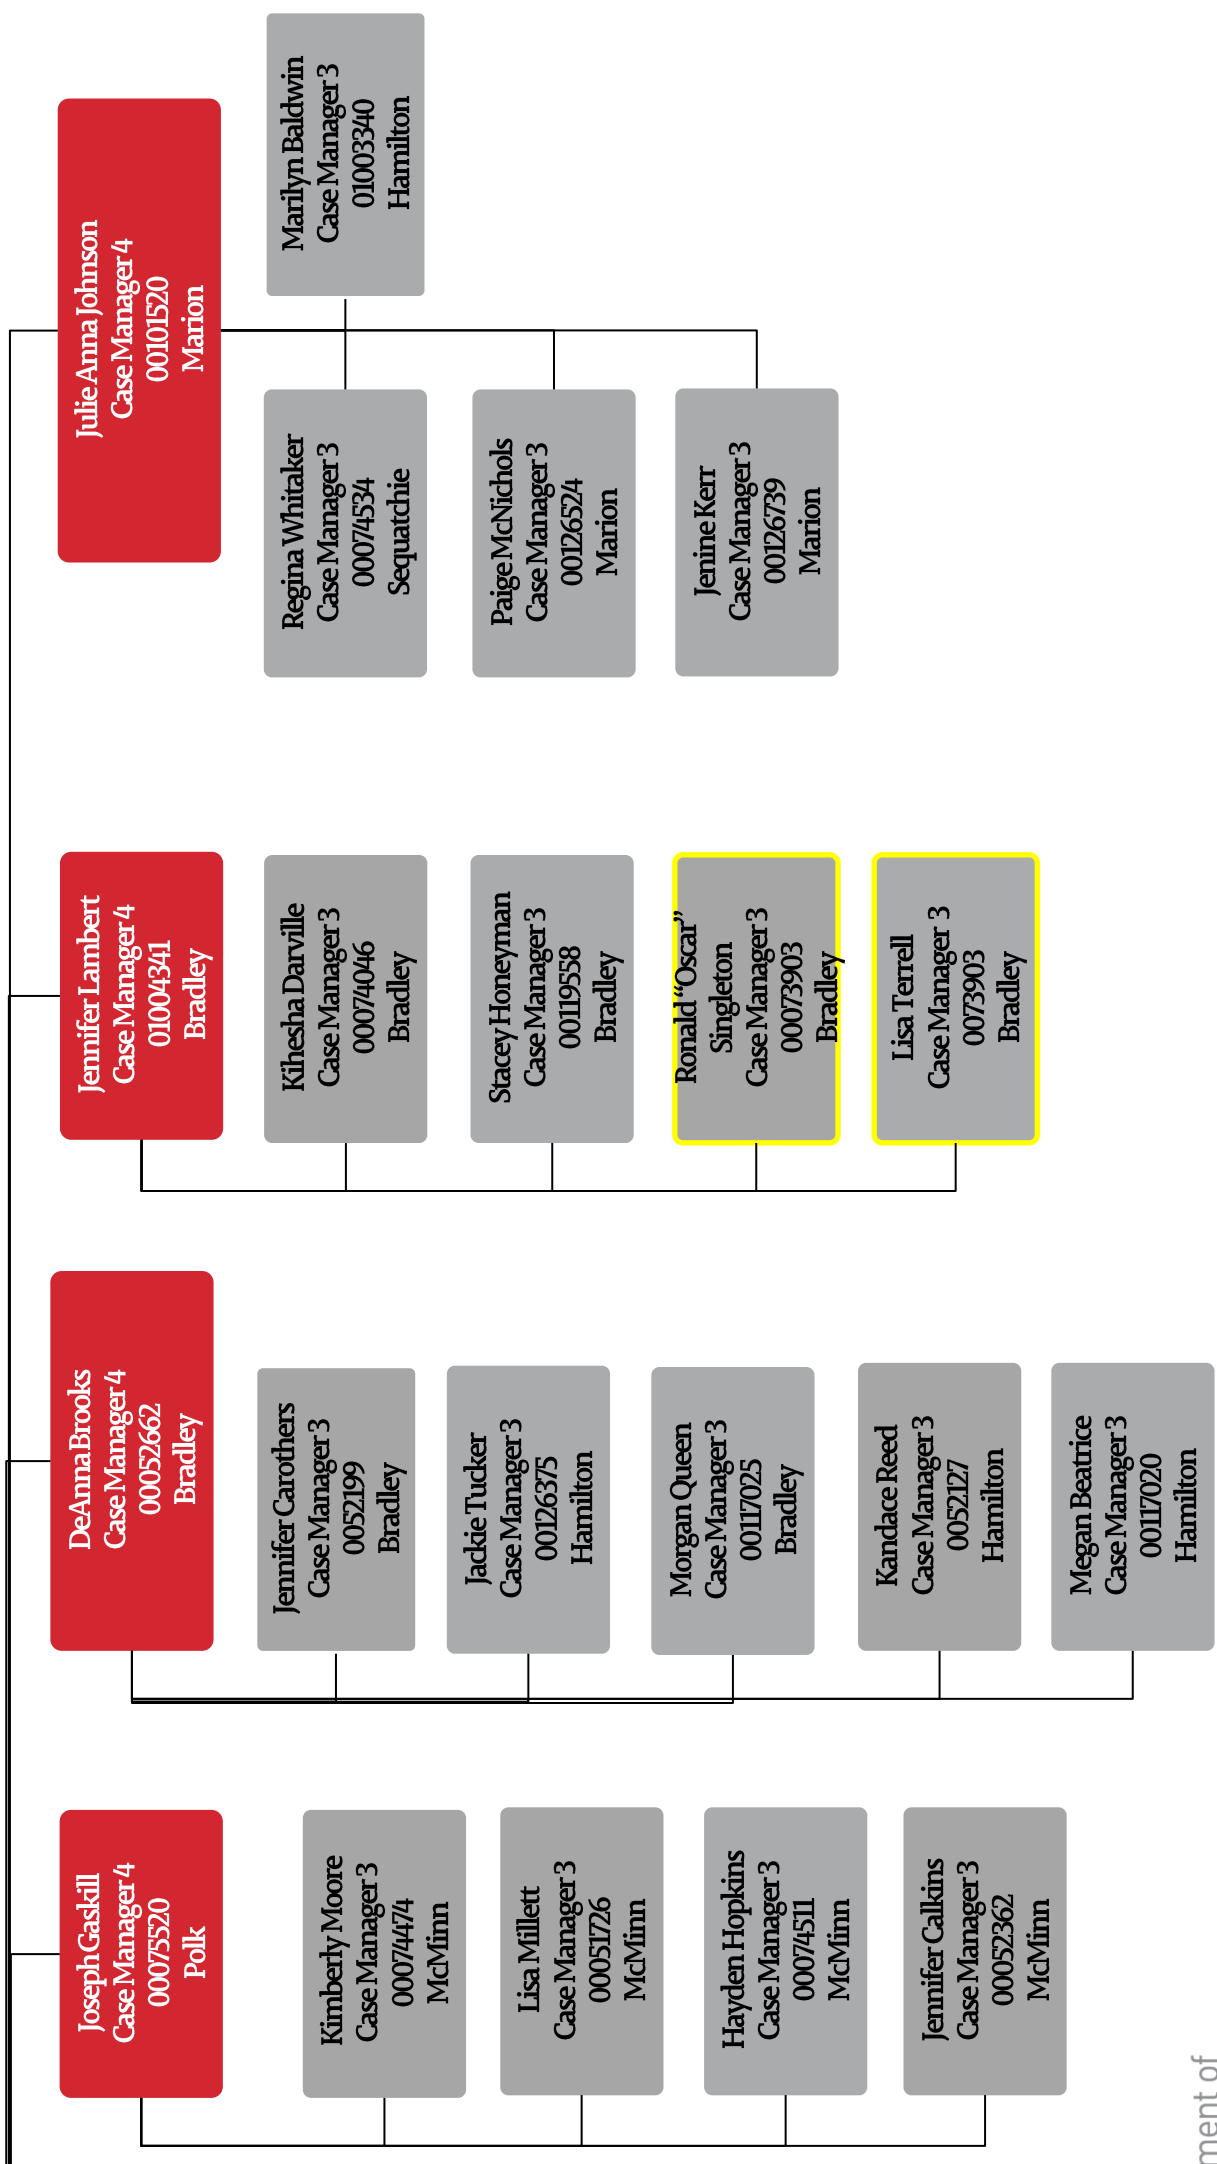 Joseph Gaskill
Case Manager 4
00075520
Polk
Kimberly Moore
Case Manager 3
00074474
McMinn
Lisa Millett
Case Manager 3
00051726
McMinn
Hayden Hopkins
Case Manager 3
00074511
McMinn
Jennifer Calkins
Case Manager 3
00052362
McMinn
DeAnna Brooks
Case Manager 4
00052662
Bradley
Jennifer Carothers
Case Manager 3
0052199
Bradley
Jackie Tucker
Case Manager 3
00126375
Hamilton
Morgan Queen
Case Manager 3
00117025
Bradley
Kandace Reed
Case Manager 3
0052127
Hamilton
Megan Beatrice
Case Manager 3
00117020
Hamilton
Jennifer Lambert
Case Manager 4
01004341
Bradley
Kihesha Darville
Case Manager 3
00074046
Bradley
Stacey Honeyman
Case Manager 3
00119558
Bradley
Ronald “Oscar”
Singleton
Case Manager 3
00073903
Bradley
Lisa Terrell
Case Manager 3
0073903
Bradley
Julie Anna Johnson
Case Manager 4
00101520
Marion
Regina Whitaker
Case Manager 3
00074534
Sequatchie
Marilyn Baldwin
Case Manager 3
01003340
Hamilton
Paige McNichols
Case Manager 3
00126524
Marion
Jenine Kerr
Case Manager 3
00126739
Marion
ment of